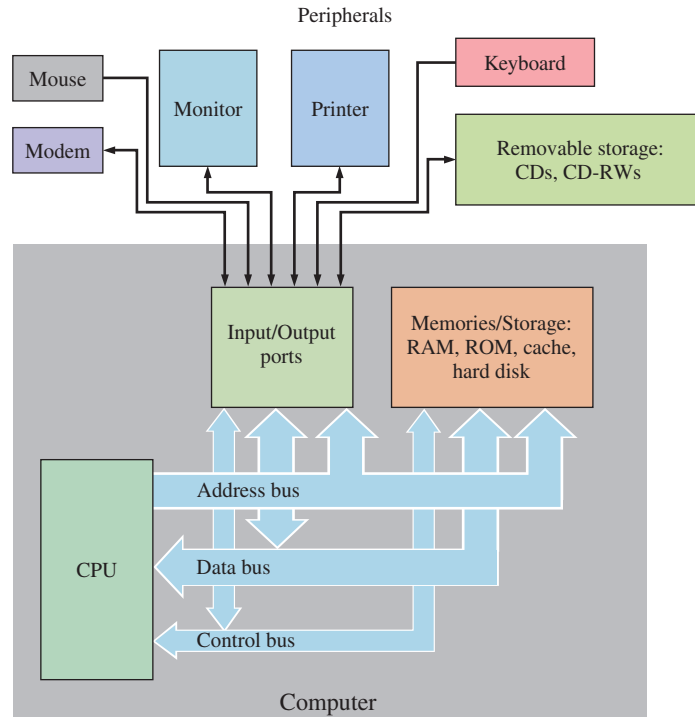 Peripherals
Mouse
Monitor
Printer
Keyboard
Modem
Removable storage:
CDs, CD-RWs
Input/Output
ports
Memories/Storage:
RAM, ROM, cache,
hard disk
Address bus
CPU
Data bus
Control bus
Computer